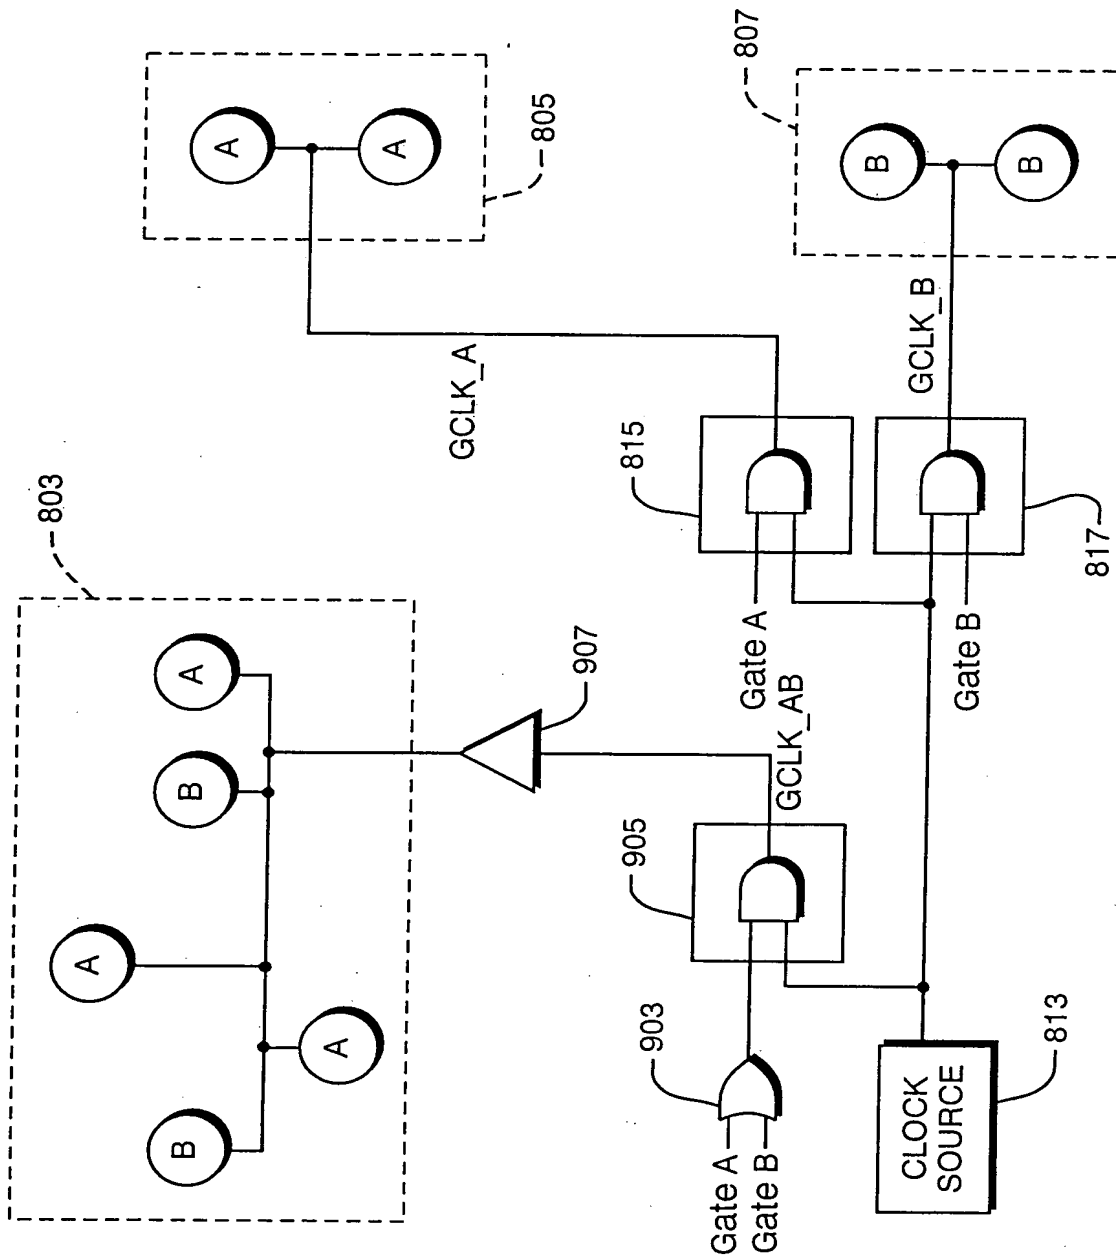 803
B
A
A
B
A
907
Gate A
Gate B
903
905
GCLK_AB
CLOCK
SOURCE
813
GCLK_A
A
A
805
815
Gate A
Gate B
817
GCLK_B
B
B
807